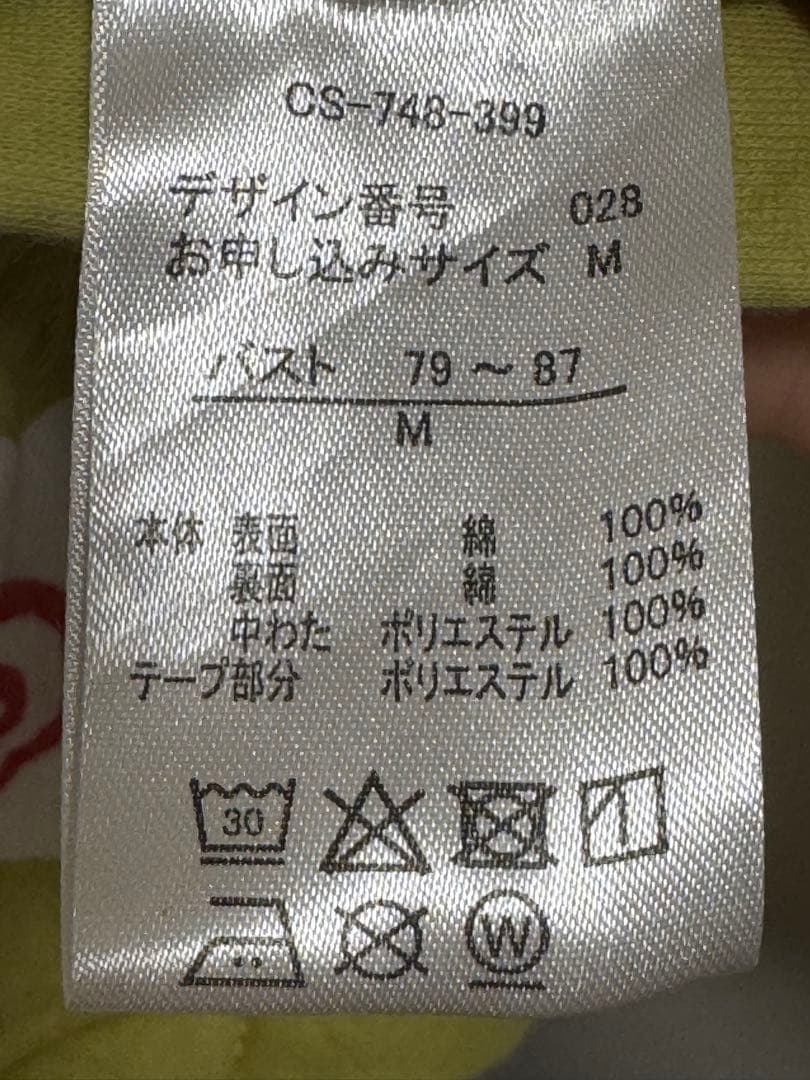 CS-748-399
デザイン番号 028
お申し込みサイズ M
バスト 79 ～ 87
M
本体 表面 綿 100%
裏面 綿 100%
中わた ポリエステル 100%
テープ部分 ポリエステル 100%
30
W